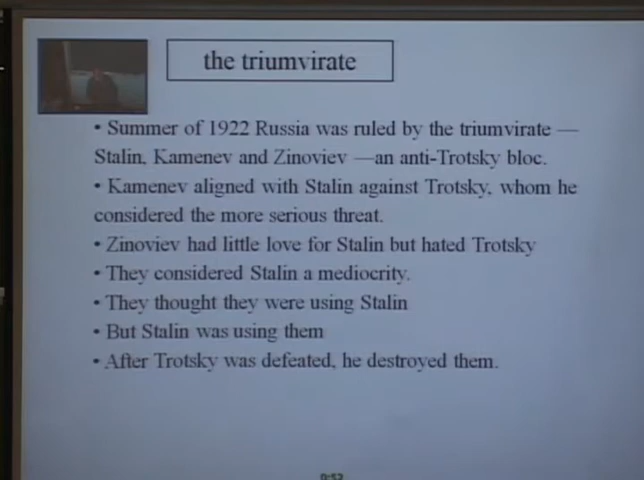 the triumvirate
• Summer of 1922 Russia was ruled by the triumvirate —
Stalin, Kamenev and Zinoviev —an anti-Trotsky bloc.
• Kamenev aligned with Stalin against Trotsky, whom he
considered the more serious threat.
• Zinoviev had little love for Stalin but hated Trotsky
• They considered Stalin a mediocrity.
• They thought they were using Stalin
• But Stalin was using them
• After Trotsky was defeated, he destroyed them.
0:52